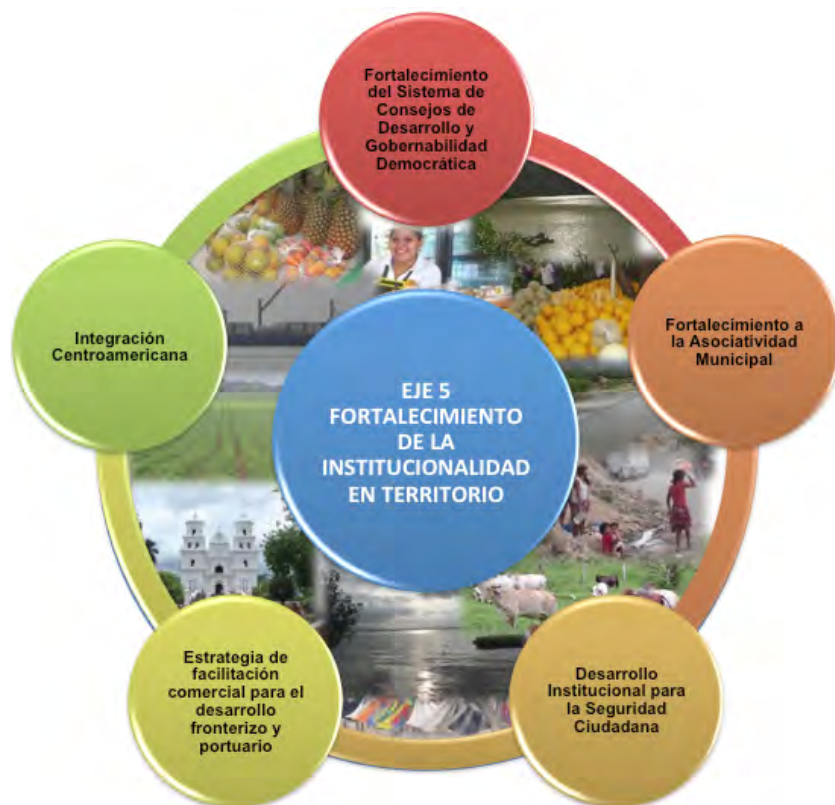 Fortalecimiento
del Sistema de
Consejos de
Desarrollo y
Gobernabilidad
Democrática
Fortalecimiento a
la Asociatividad
Municipal
Integración
Centroamericana
EJE 5
FORTALECIMIENTO
DE LA
INSTITUCIONALIDAD
EN TERRITORIO
Desarrollo
Institucional para
la Seguridad
Ciudadana
Estrategia de
facilitación
comercial para el
desarrollo
fronterizo y
portuario